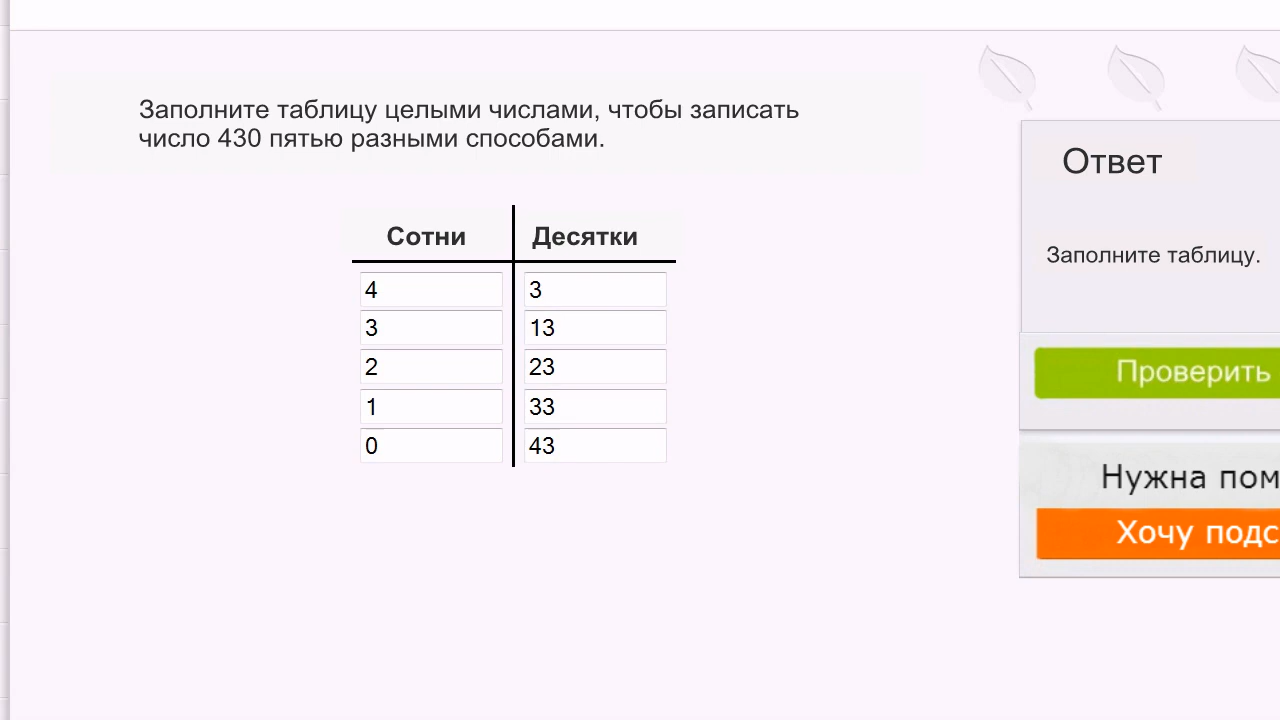 Заполните таблицу целыми числами, чтобы записать
число 430 пятью разными способами.
Сотни Десятки
4 3
3 13
2 23
1 33
0 43
Ответ
Заполните таблицу.
Проверить
Нужна пом
Хочу подс